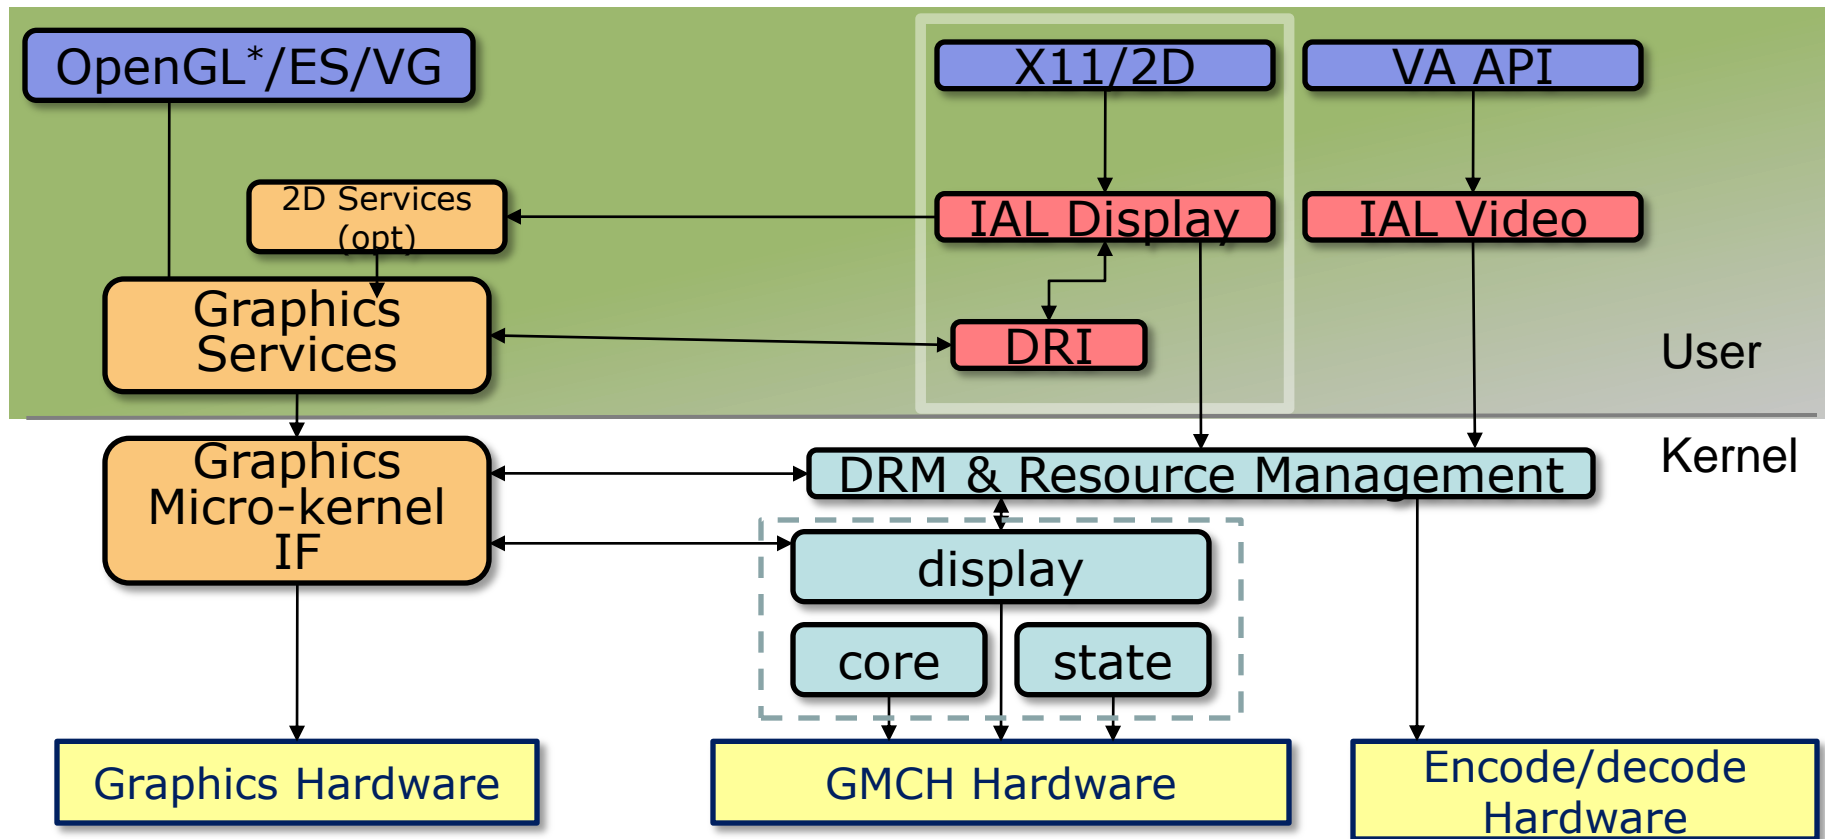 OpenGL*/ES/VG
X11/2D
VA API
2D Services
(opt)
IAL Display
IAL Video
Graphics
Services
DRI
User
Kernel
Graphics
Micro-kernel
IF
DRM & Resource Management
display
core
state
Graphics Hardware
GMCH Hardware
Encode/decode
Hardware